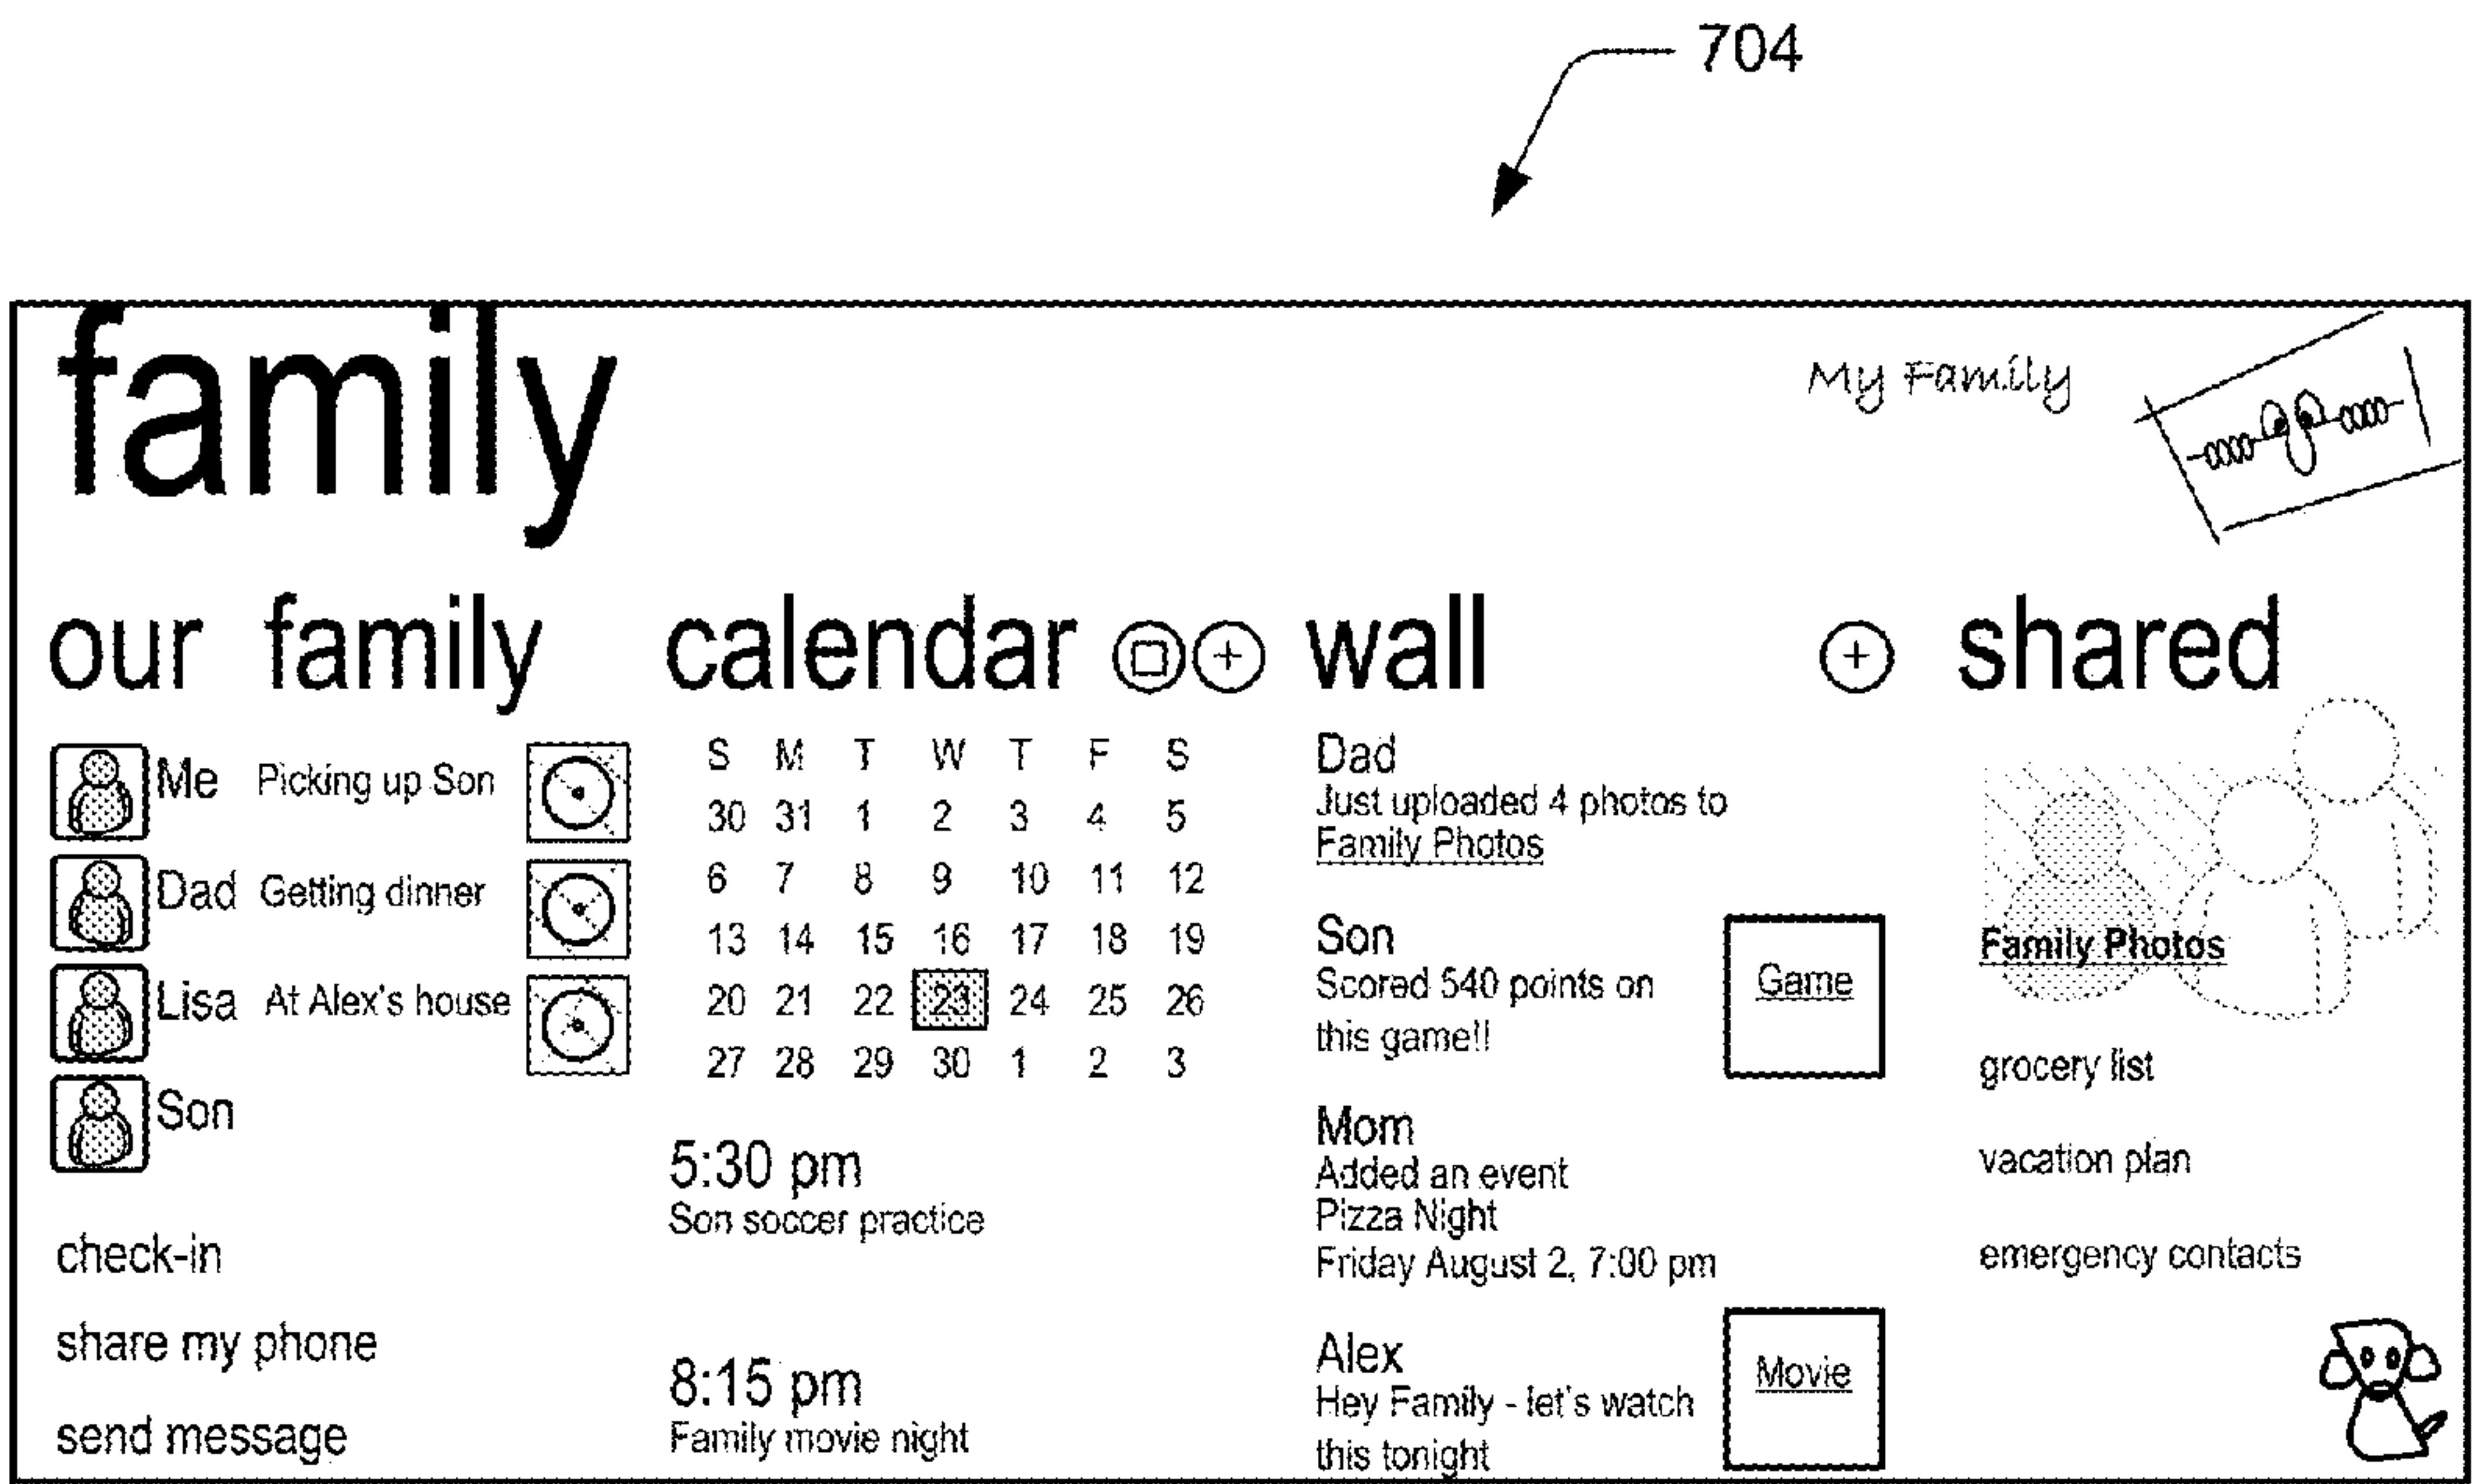 704
family
My Family
our family
Me Picking up Son
Dad Getting dinner
Lisa At Alex's house
Son
check-in
share my phone
send message
calendar
S M T W T F S
30 31 1 2 3 4 5
6 7 8 9 10 11 12
13 14 15 16 17 18 19
20 21 22 23 24 25 26
27 28 29 30 1 2 3
5:30 pm
Son soccer practice
8:15 pm
Family movie night
wall
Dad
Just uploaded 4 photos to
Family Photos
Son
Scored 540 points on
this game!!
Game
Mom
Added an event
Pizza Night
Friday August 2, 7:00 pm
Alex
Hey Family - let's watch
this tonight
Movie
shared
Family Photos
grocery list
vacation plan
emergency contacts